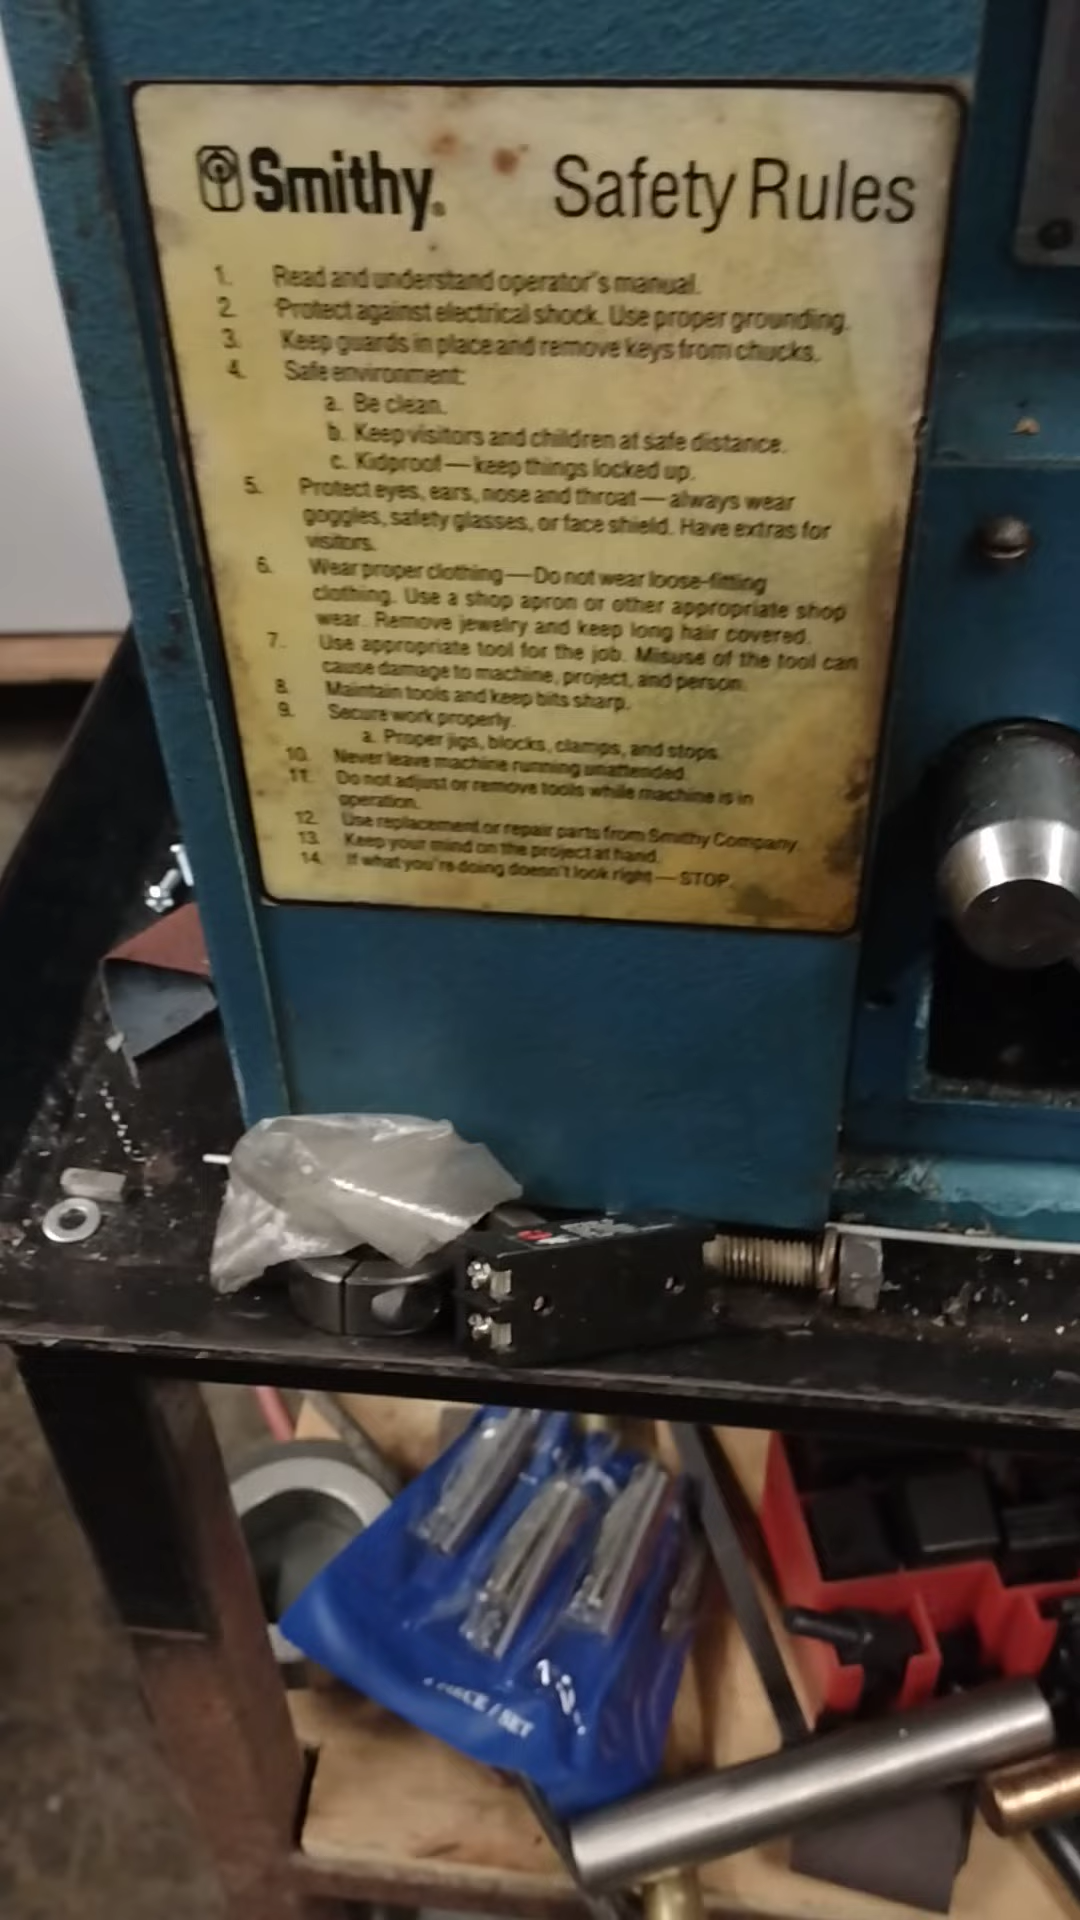 Smithy® Safety Rules
1. Read and understand operator's manual.
2. Protect against electrical shock. Use proper grounding.
3. Keep guards in place and remove keys from chucks.
4. Safe environment:
a. Be clean.
b. Keep visitors and children at safe distance.
c. Kidproof — keep things locked up.
5. Protect eyes, ears, nose and throat — always wear
goggles, safety glasses, or face shield. Have extras for
visitors.
6. Wear proper clothing — Do not wear loose-fitting
clothing. Use a shop apron or other appropriate shop
wear. Remove jewelry and keep long hair covered.
7. Use appropriate tool for the job. Misuse of the tool can
cause damage to machine, project, and person.
8. Maintain tools and keep bits sharp.
9. Secure work properly.
a. Proper jigs, blocks, clamps, and stops.
10. Never leave machine running unattended.
11. Do not adjust or remove tools while machine is in
operation.
12. Use replacement or repair parts from Smithy Company.
13. Keep your mind on the project at hand.
14. If what you're doing doesn't look right — STOP.
/ SET